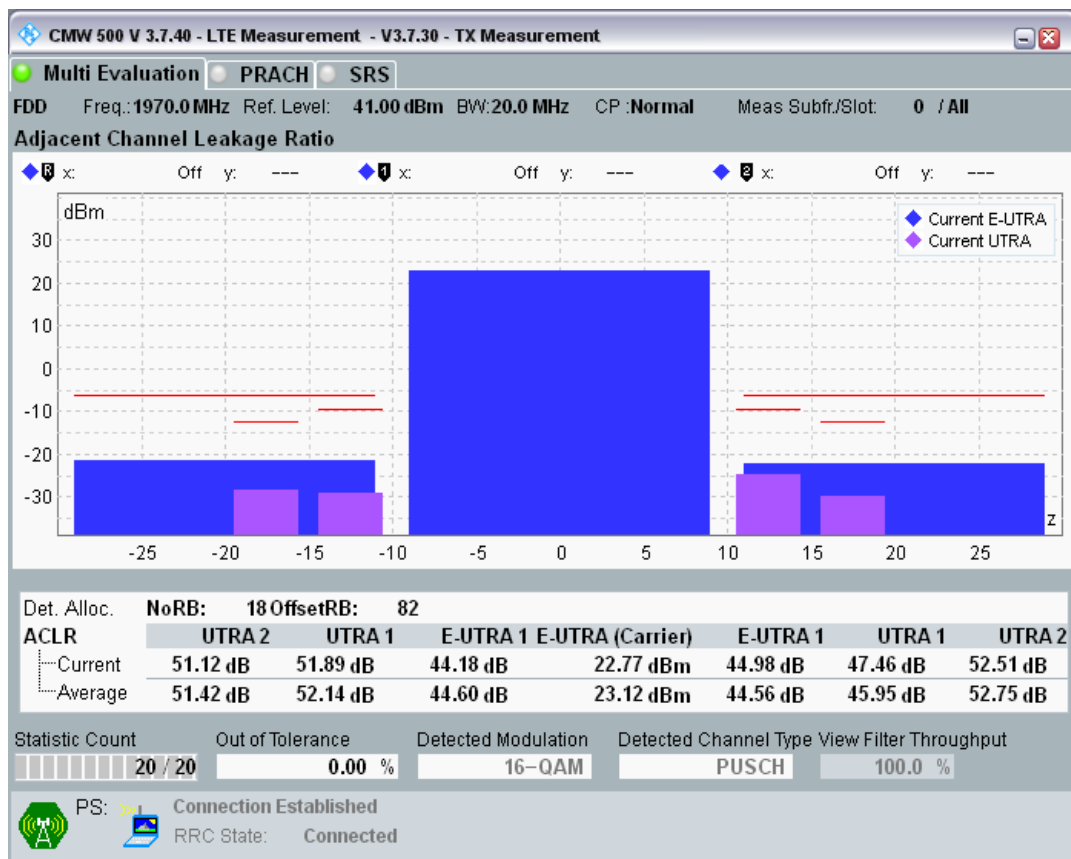 CMW 500 V 3.7.40 - LTE Measurement - V3.7.30 - TX Measurement
Multi Evaluation PRACH SRS
FDD Freq.:1970.0 MHz Ref. Level: 41.00 dBm BW:20.0 MHz CP :Normal Meas Subfr./Slot: 0 / All
Adjacent Channel Leakage Ratio
R x: Off y: --- 1 x: Off y: --- 2 x: Off y: ---
dBm
Current E-UTRA
Current UTRA
30
20
10
0
-10
-20
-30
z
-25 -20 -15 -10 -5 0 5 10 15 20 25
Det. Alloc. NoRB: 18 OffsetRB: 82
ACLR UTRA 2 UTRA 1 E-UTRA 1 E-UTRA (Carrier) E-UTRA 1 UTRA 1 UTRA 2
Current 51.12 dB 51.89 dB 44.18 dB 22.77 dBm 44.98 dB 47.46 dB 52.51 dB
Average 51.42 dB 52.14 dB 44.60 dB 23.12 dBm 44.56 dB 45.95 dB 52.75 dB
Statistic Count Out of Tolerance Detected Modulation Detected Channel Type View Filter Throughput
20 / 20 0.00 % 16-QAM PUSCH 100.0 %
PS: Connection Established
RRC State: Connected